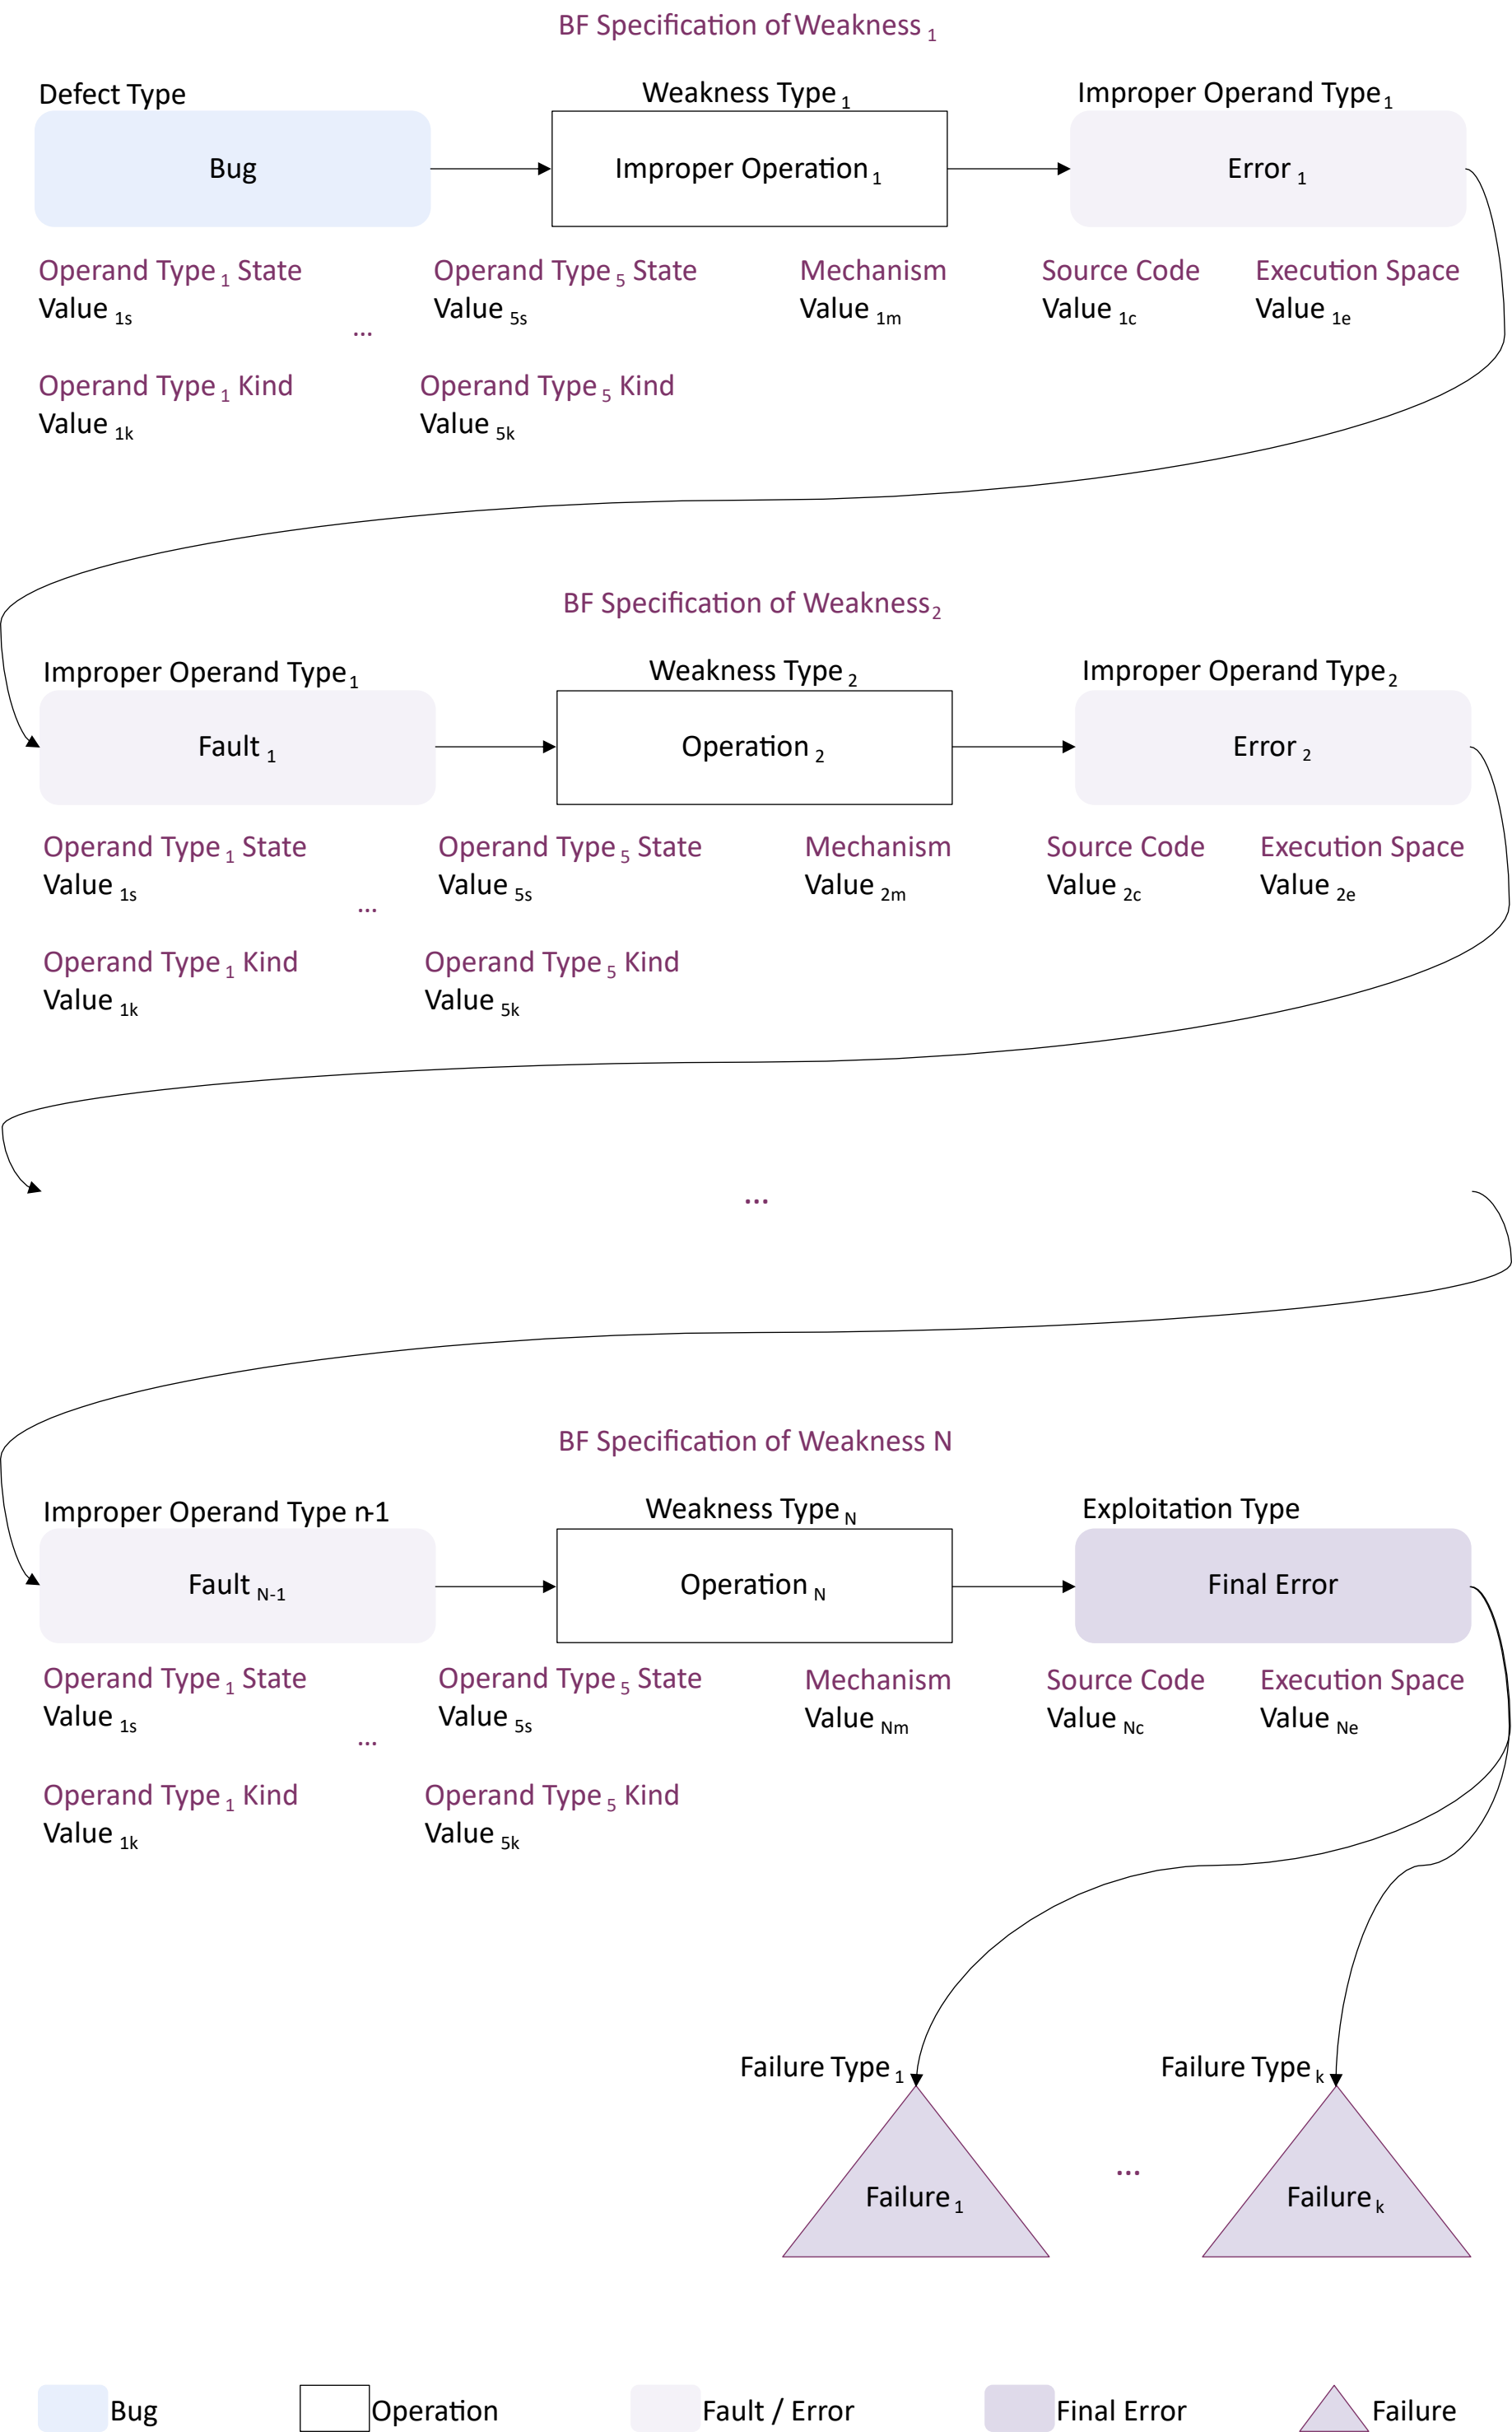 BF Specification of Weakness 1
Defect Type Weakness Type 1 Improper Operand Type1
Bug Improper Operation 1 Error 1
Operand Type 1 State Operand Type 5 State Mechanism Source Code Execution Space
Value 1s ... Value 5s Value 1m Value 1c Value 1e
Operand Type 1 Kind Operand Type 5 Kind
Value 1k Value 5k
BF Specification of Weakness2
Improper Operand Type1 Weakness Type 2 Improper Operand Type2
Fault 1 Operation 2 Error 2
Operand Type 1 State Operand Type 5 State Mechanism Source Code Execution Space
Value 1s ... Value 5s Value 2m Value 2c Value 2e
Operand Type 1 Kind Operand Type 5 Kind
Value 1k Value 5k
...
BF Specification of Weakness N
Improper Operand Type n-1 Weakness Type N Exploitation Type
Fault N-1 Operation N Final Error
Operand Type 1 State Operand Type 5 State Mechanism Source Code Execution Space
Value 1s ... Value 5s Value Nm Value Nc Value Ne
Operand Type 1 Kind Operand Type 5 Kind
Value 1k Value 5k
Failure Type 1 Failure Type k
Failure 1 ... Failure k
Bug Operation Fault / Error Final Error Failure